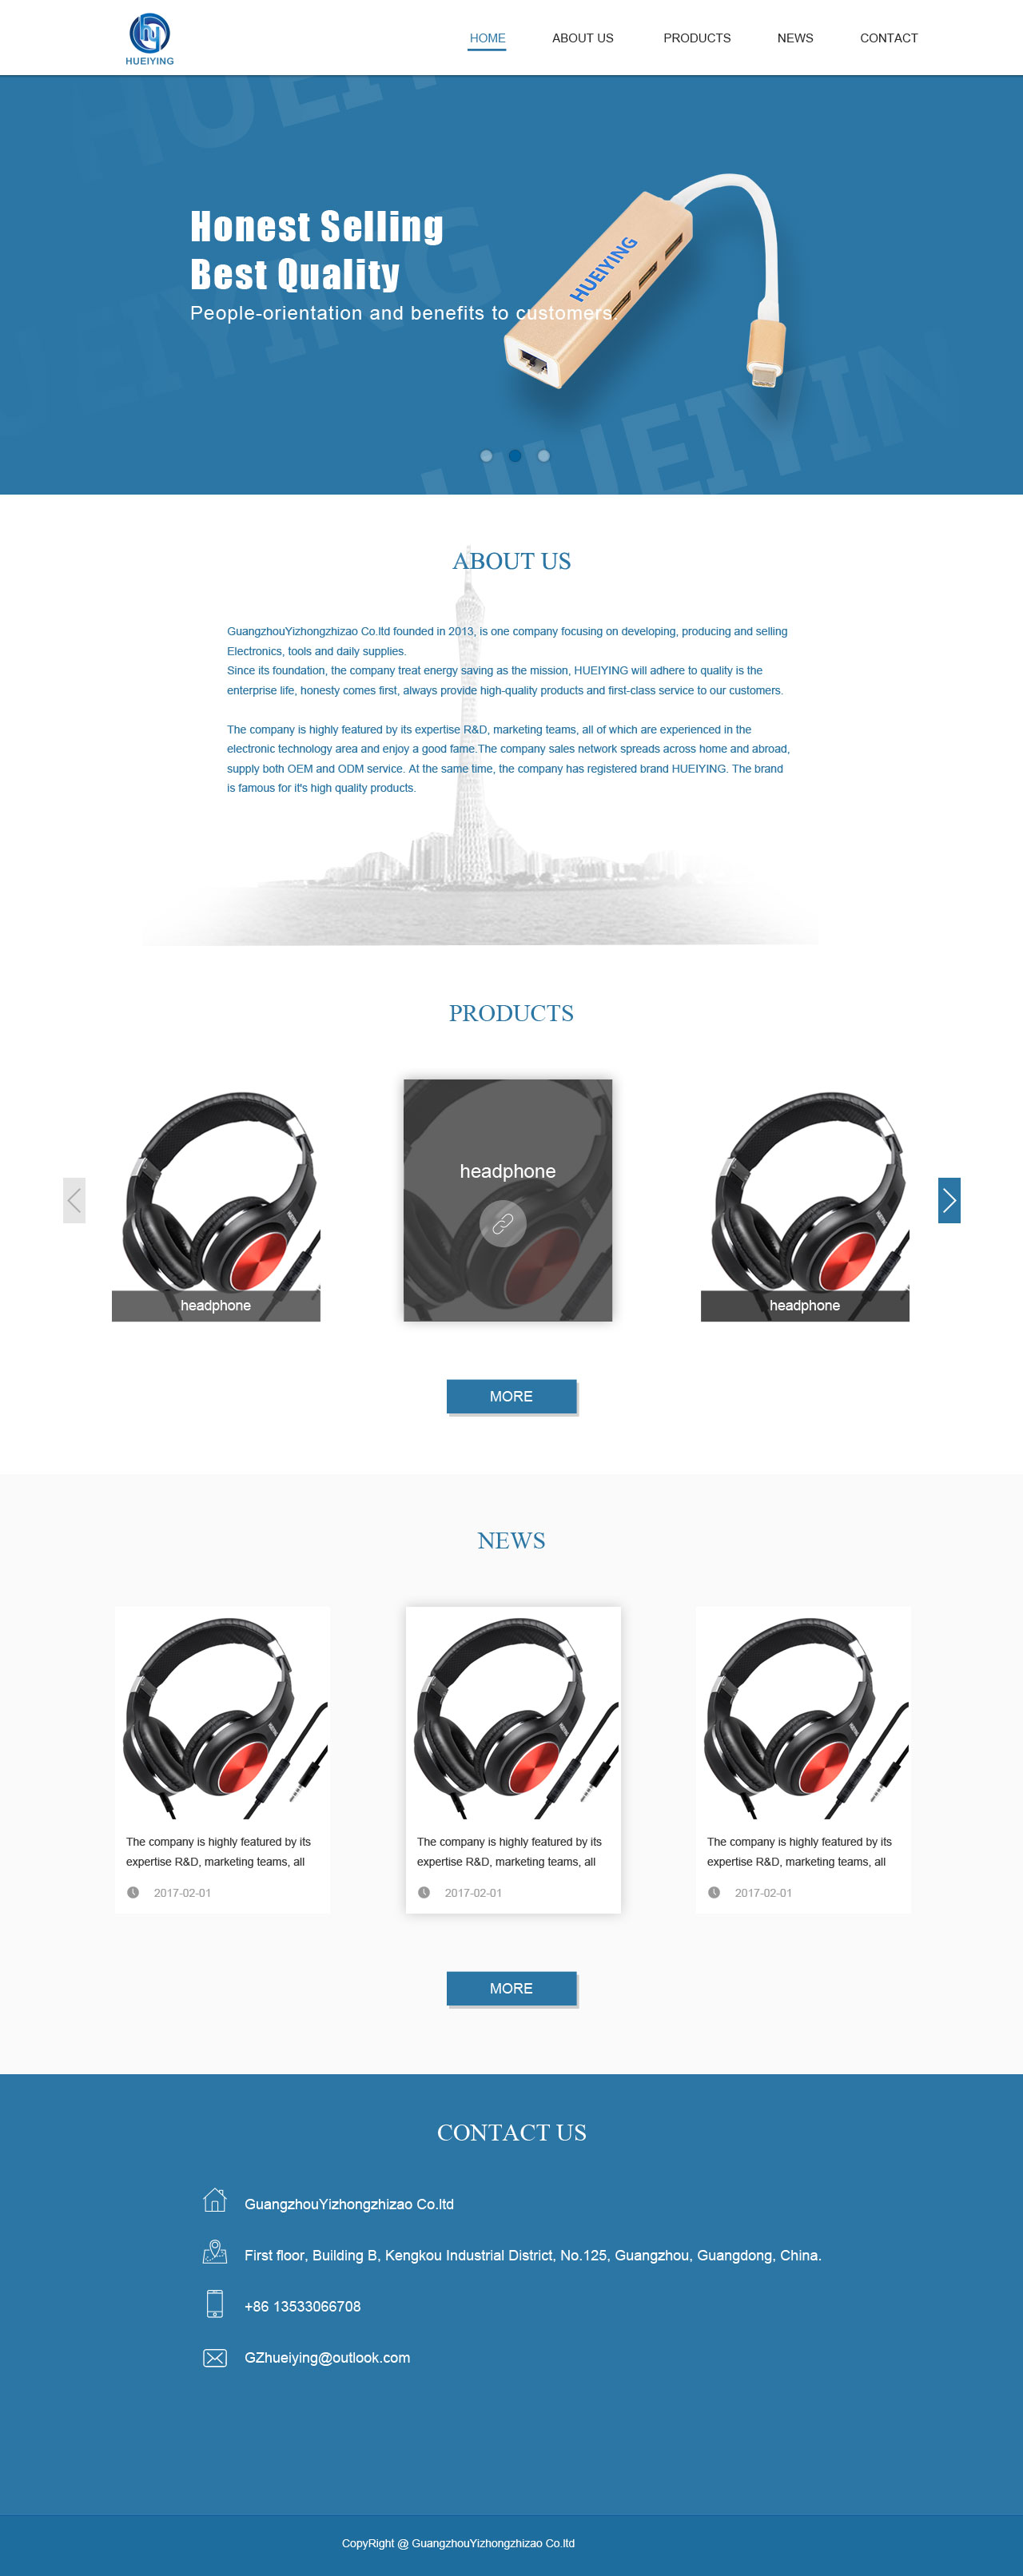 HUEIYING
HOME ABOUT US PRODUCTS NEWS CONTACT
HUEIYING
Honest Selling
Best Quality
People-orientation and benefits to customers.
HUEIYING
ABOUT US
GuangzhouYizhongzhizao Co.ltd founded in 2013, is one company focusing on developing, producing and selling
Electronics, tools and daily supplies.
Since its foundation, the company treat energy saving as the mission, HUEIYING will adhere to quality is the
enterprise life, honesty comes first, always provide high-quality products and first-class service to our customers.
The company is highly featured by its expertise R&D, marketing teams, all of which are experienced in the
electronic technology area and enjoy a good fame.The company sales network spreads across home and abroad,
supply both OEM and ODM service. At the same time, the company has registered brand HUEIYING. The brand
is famous for it's high quality products.
PRODUCTS
headphone
headphone
headphone
MORE
NEWS
The company is highly featured by its
expertise R&D, marketing teams, all
2017-02-01
The company is highly featured by its
expertise R&D, marketing teams, all
2017-02-01
The company is highly featured by its
expertise R&D, marketing teams, all
2017-02-01
MORE
CONTACT US
GuangzhouYizhongzhizao Co.ltd
First floor, Building B, Kengkou Industrial District, No.125, Guangzhou, Guangdong, China.
+86 13533066708
GZhueiying@outlook.com
CopyRight @ GuangzhouYizhongzhizao Co.ltd